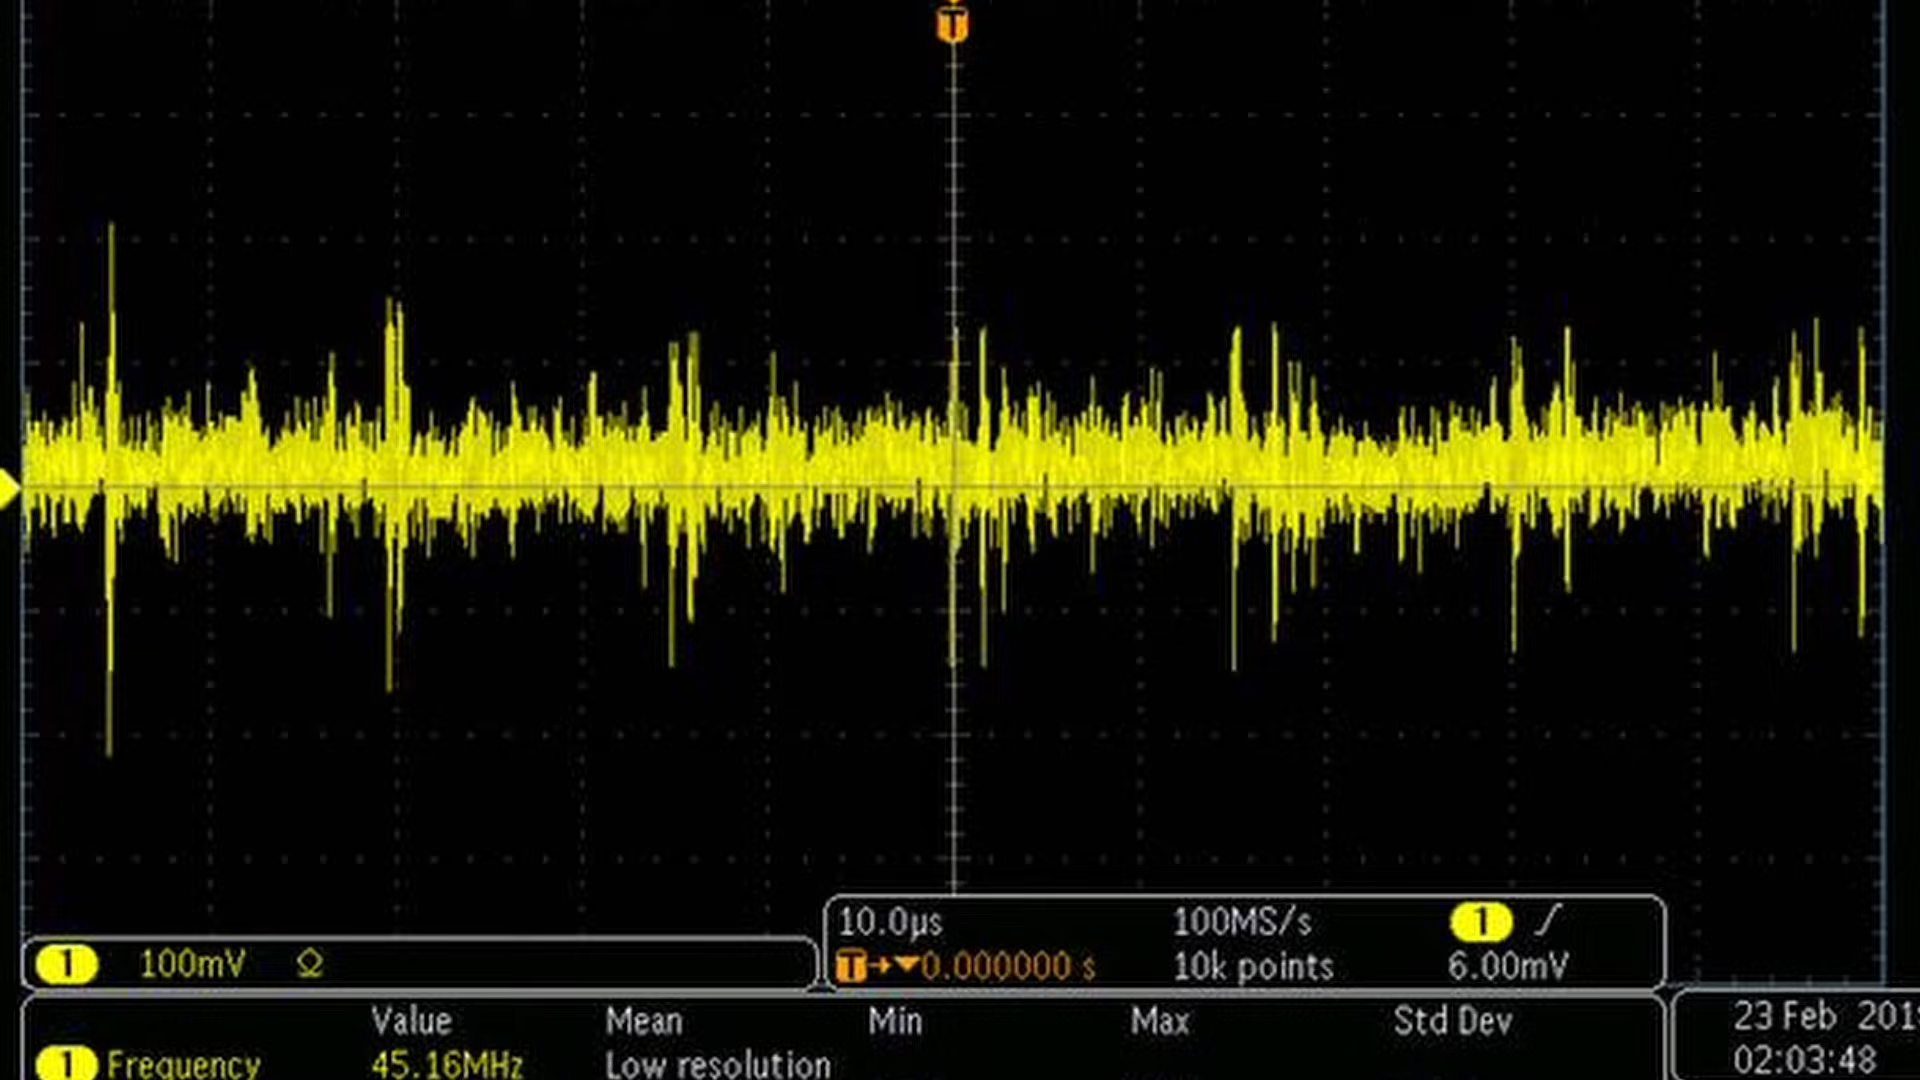 T
10.0µs 100MS/s 1 ∫
1 100mV Ω
T→▼0.000000 s 10k points 6.00mV
Value Mean Min Max Std Dev
1 Frequency 45.16MHz Low resolution
23 Feb 201
02:03:48